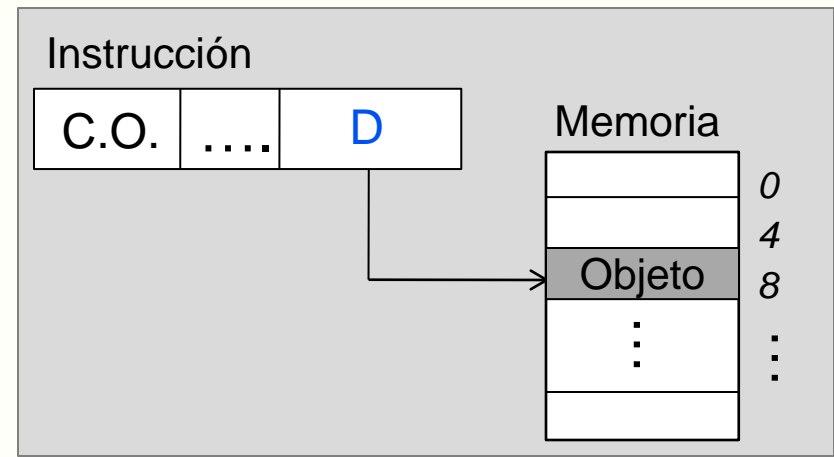 Instrucción
C.O. .... D
Memoria
0
4
Objeto 8
⋮ ⋮